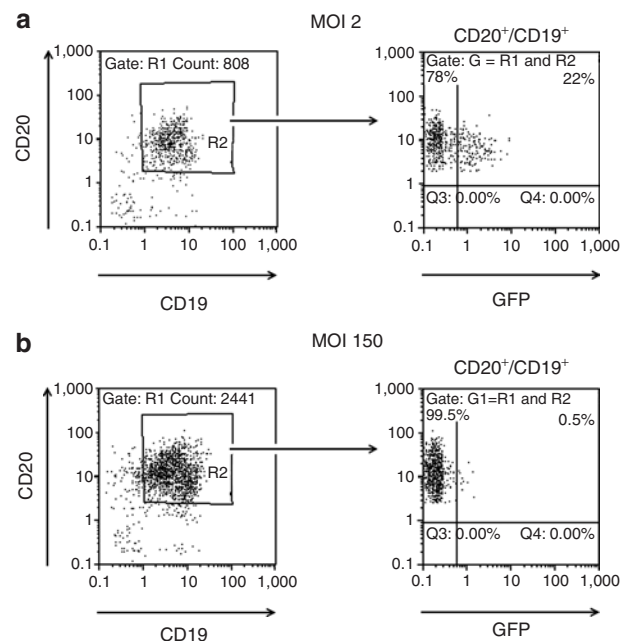 a
MOI 2
CD20⁺/CD19⁺
Gate: R1 Count: 808
Gate: G = R1 and R2
78% 22%
1,000
100
10
1
0.1
CD20
R2
0.1 1 10 100 1,000
CD19
1,000
100
10
1
0.1
Q3: 0.00% Q4: 0.00%
0.1 1 10 100 1,000
GFP
b
MOI 150
CD20⁺/CD19⁺
Gate: R1 Count: 2441
Gate: G1=R1 and R2
99.5% 0.5%
1,000
100
10
1
0.1
CD20
R2
0.1 1 10 100 1,000
CD19
1,000
100
10
1
0.1
Q3: 0.00% Q4: 0.00%
0.1 1 10 100 1,000
GFP